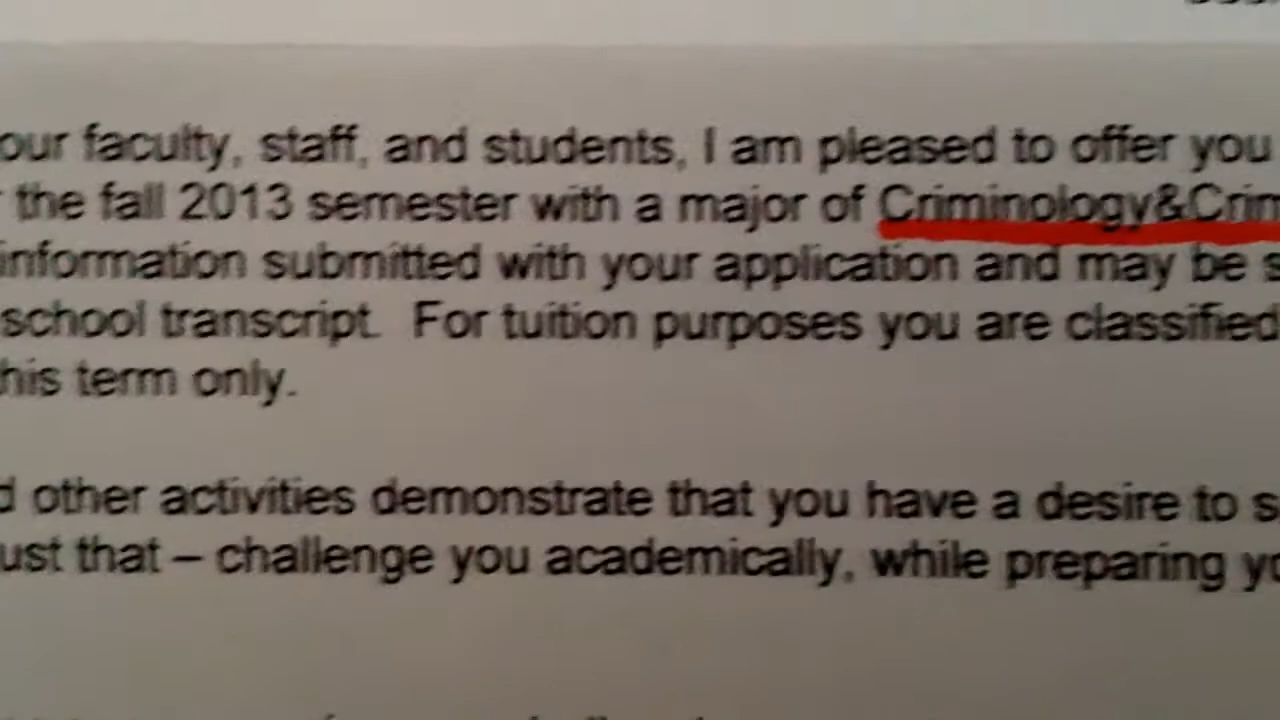 our faculty, staff, and students, I am pleased to offer you
the fall 2013 semester with a major of Criminology&Crim
information submitted with your application and may be s
school transcript. For tuition purposes you are classified
his term only.
d other activities demonstrate that you have a desire to s
ust that – challenge you academically, while preparing yo